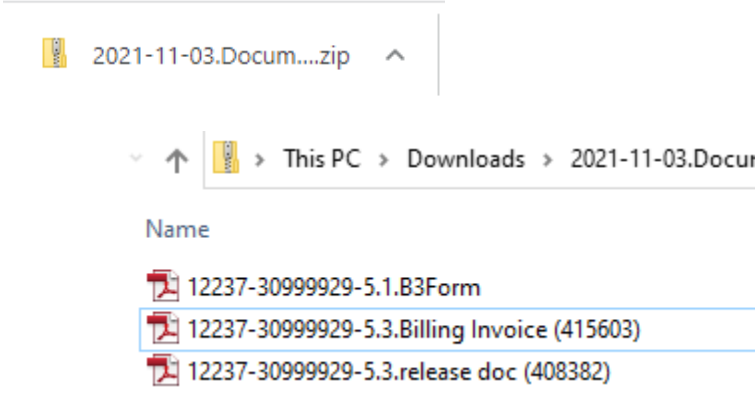 2021-11-03.Docum....zip
This PC > Downloads > 2021-11-03.Docu
Name
12237-30999929-5.1.B3Form
12237-30999929-5.3.Billing Invoice (415603)
12237-30999929-5.3.release doc (408382)